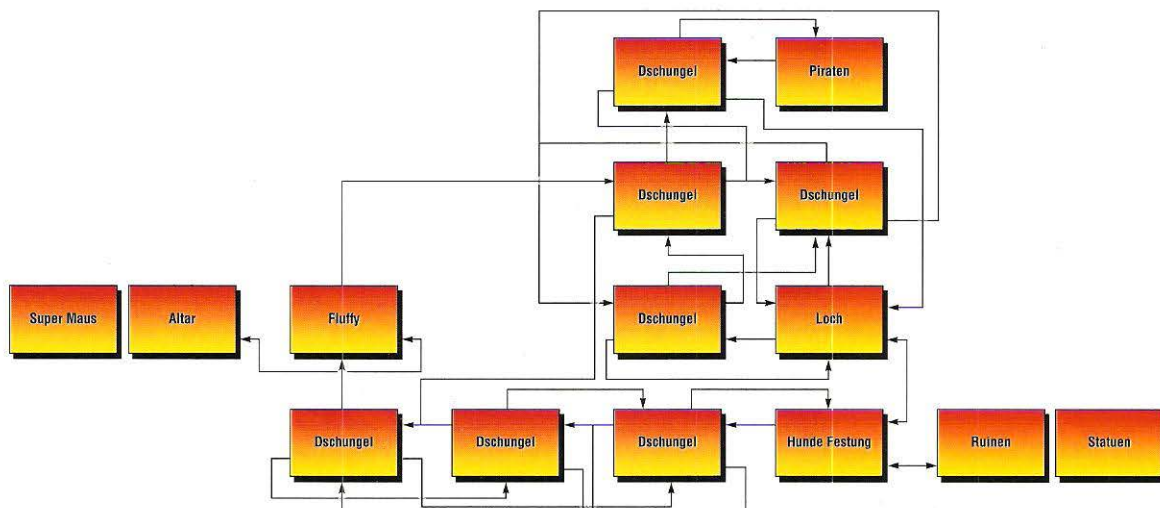 Dschungel
Piraten
Dschungel
Dschungel
Super Maus
Altar
Fluffy
Dschungel
Loch
Dschungel
Dschungel
Dschungel
Hunde Festung
Ruinen
Statuen